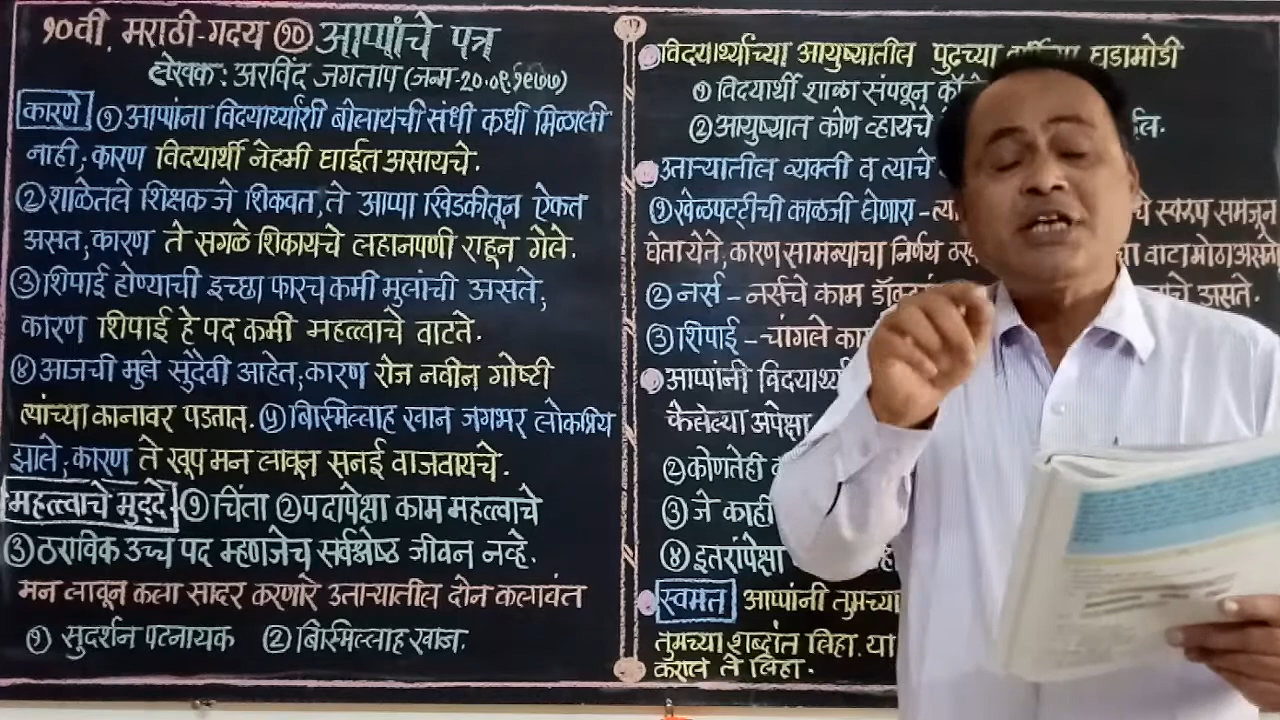 १०वी. मराठी-गद्य १० आप्पांचे पत्र
लेखक: अरविंद जगताप (जन्म-२०.०९.१९७७)
कारणे १ आप्पांना विद्यार्थ्यांशी बोलायची संधी कधी मिळाली
नाही; कारण विद्यार्थी नेहमी घाईत असायचे.
२ शाळेतले शिक्षक जे शिकवत, ते आप्पा खिडकीतून ऐकत
असत, कारण ते सगळे शिकायचे लहानपणी राहून गेले.
३ शिपाई होण्याची इच्छा फारच कमी मुलांची असते;
कारण शिपाई हे पद कमी महत्त्वाचे वाटते.
४ आजची मुले सुदैवी आहेत, कारण रोज नवीन गोष्टी
त्यांच्या कानावर पडतात. ५ बिस्मिल्लाह खान जगभर लोकप्रिय
झाले; कारण ते खूप मन लावून सनई वाजवायचे.
महत्त्वाचे मुद्दे १ चिंता २ पदापेक्षा काम महत्त्वाचे
३ ठराविक उच्च पद म्हणजेच सर्वश्रेष्ठ जीवन नव्हे.
मन लावून कला सादर करणारे उताऱ्यातील दोन कलावंत
१ सुदर्शन पटनायक २ बिस्मिल्लाह खान.
विद्यार्थ्यांच्या आयुष्यातील पुढच्या घडामोडी
१ विद्यार्थी शाळा संपवून
२ आयुष्यात कोण व्हायचे
उताऱ्यातील व्यक्ती व त्याचे
१ खेळपट्टीची काळजी घेणारा - चे स्वरूप समजून
घेता येते, कारण सामन्याचा निर्णय वाटा मोठा असतो
२ नर्स - नर्सचे काम असते.
३ शिपाई - चांगले
आप्पांनी
केलेल्या अपेक्षा
२ कोणतेही
३ जे काही
४ इतरांपेक्षा
स्वमत आप्पांनी तुमच्या
तुमच्या शब्दांत लिहा. या
कराल ते लिहा.